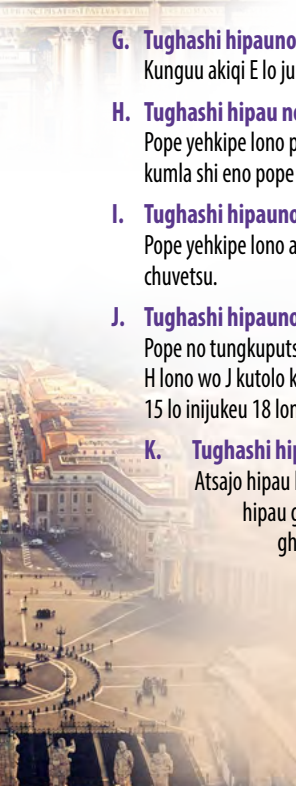 G. Tughashi hipauno
Kunguu akiqi E lo ju
H. Tughashi hipau no
Pope yehkipe lono p
kumla shi eno pope
I. Tughashi hipauno
Pope yehkipe lono a
chuvetsu.
J. Tughashi hipauno
Pope no tungkuputs
H lono wo J kutolo k
15 lo inijukeu 18 lon
K. Tughashi hip
Atsajo hipau
hipau g
gh